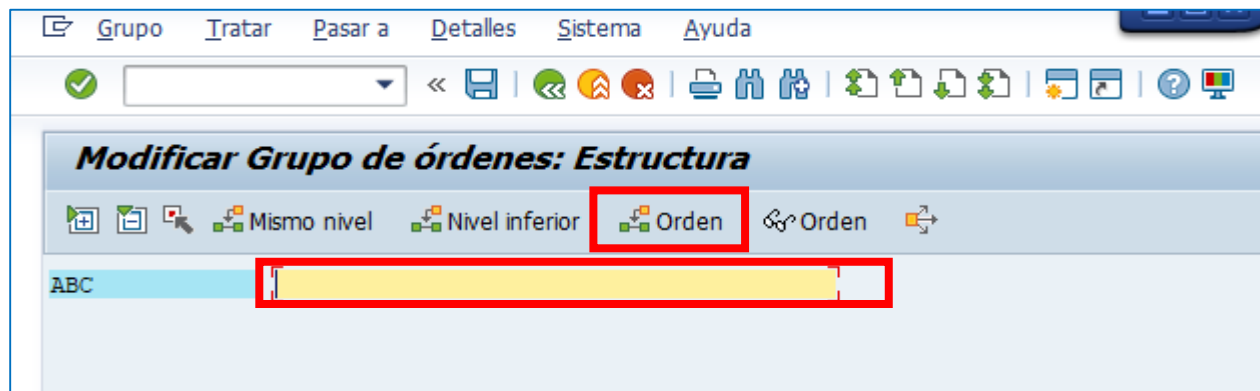 Grupo Tratar Pasar a Detalles Sistema Ayuda
Modificar Grupo de órdenes: Estructura
Mismo nivel Nivel inferior Orden Orden
ABC